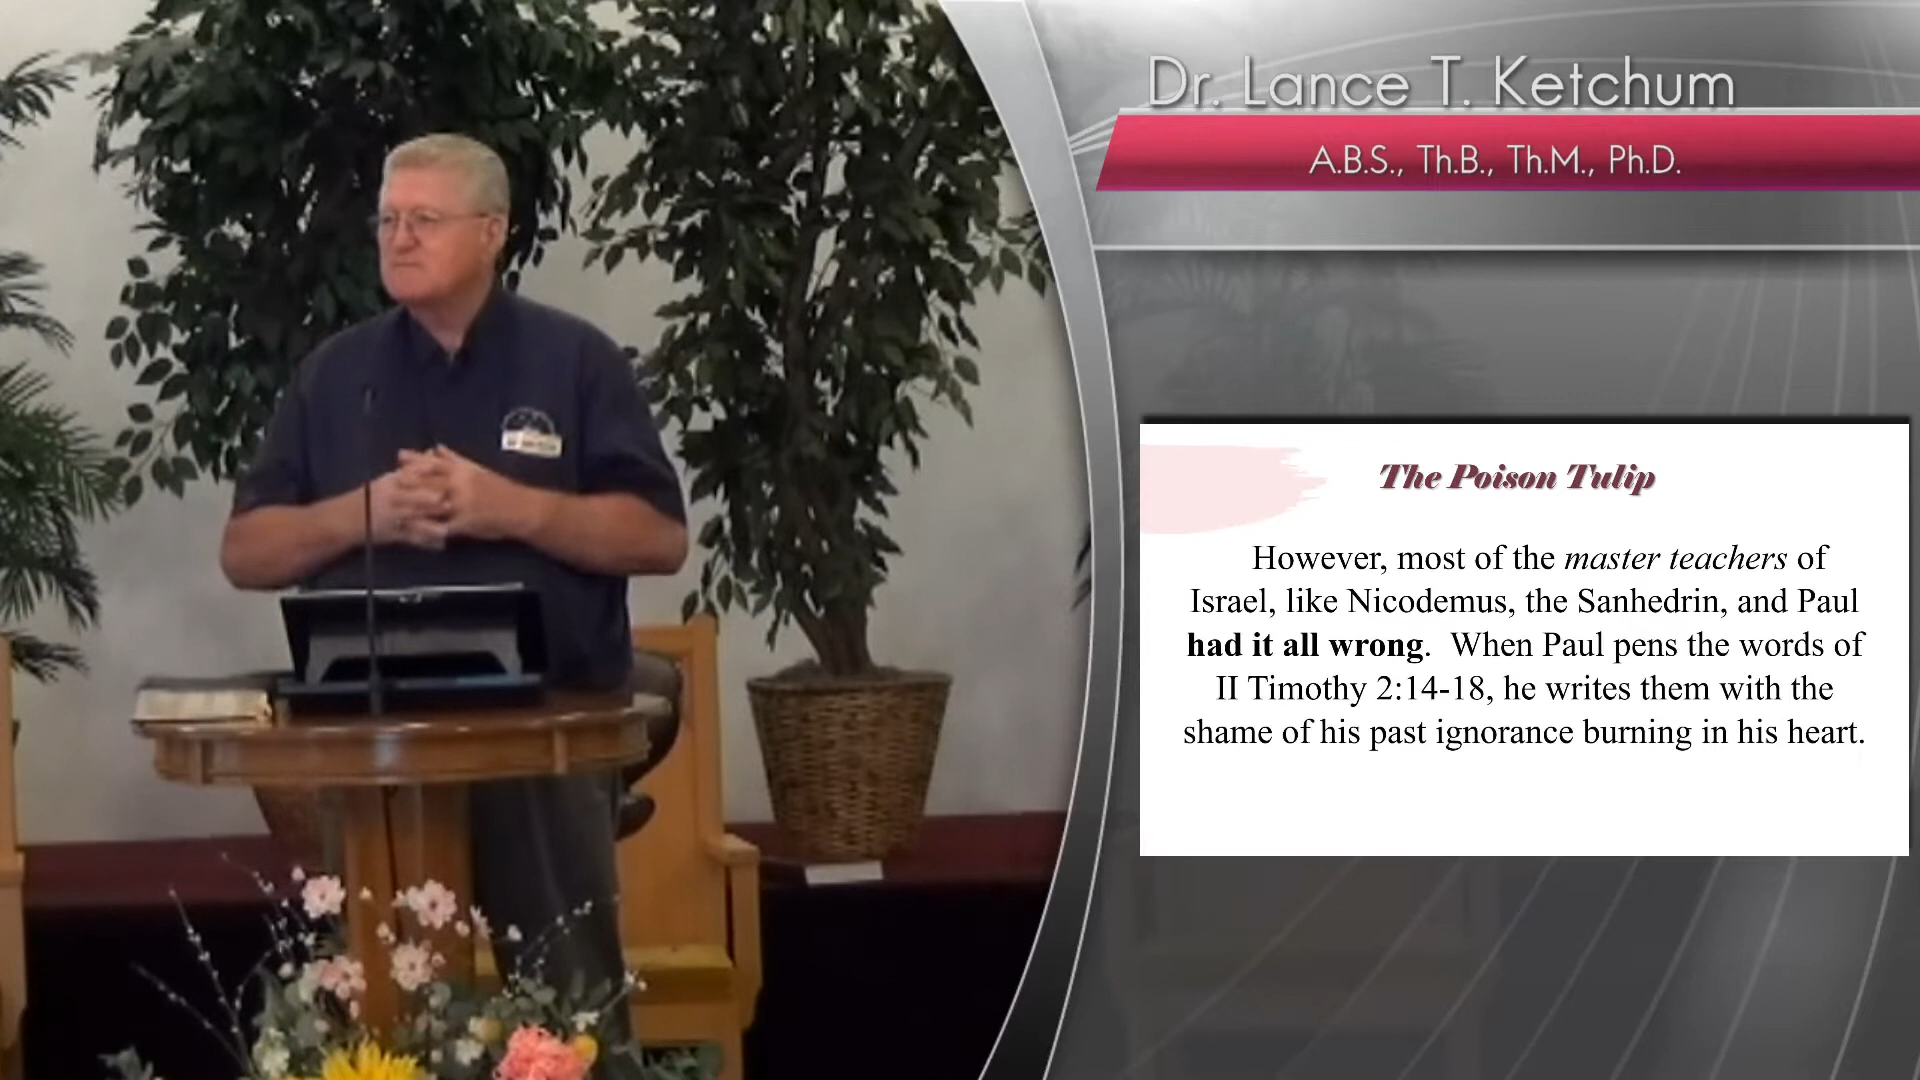 Dr. Lance T. Ketchum
A.B.S., Th.B., Th.M., Ph.D.
The Poison Tulip
However, most of the master teachers of
Israel, like Nicodemus, the Sanhedrin, and Paul
had it all wrong. When Paul pens the words of
II Timothy 2:14-18, he writes them with the
shame of his past ignorance burning in his heart.